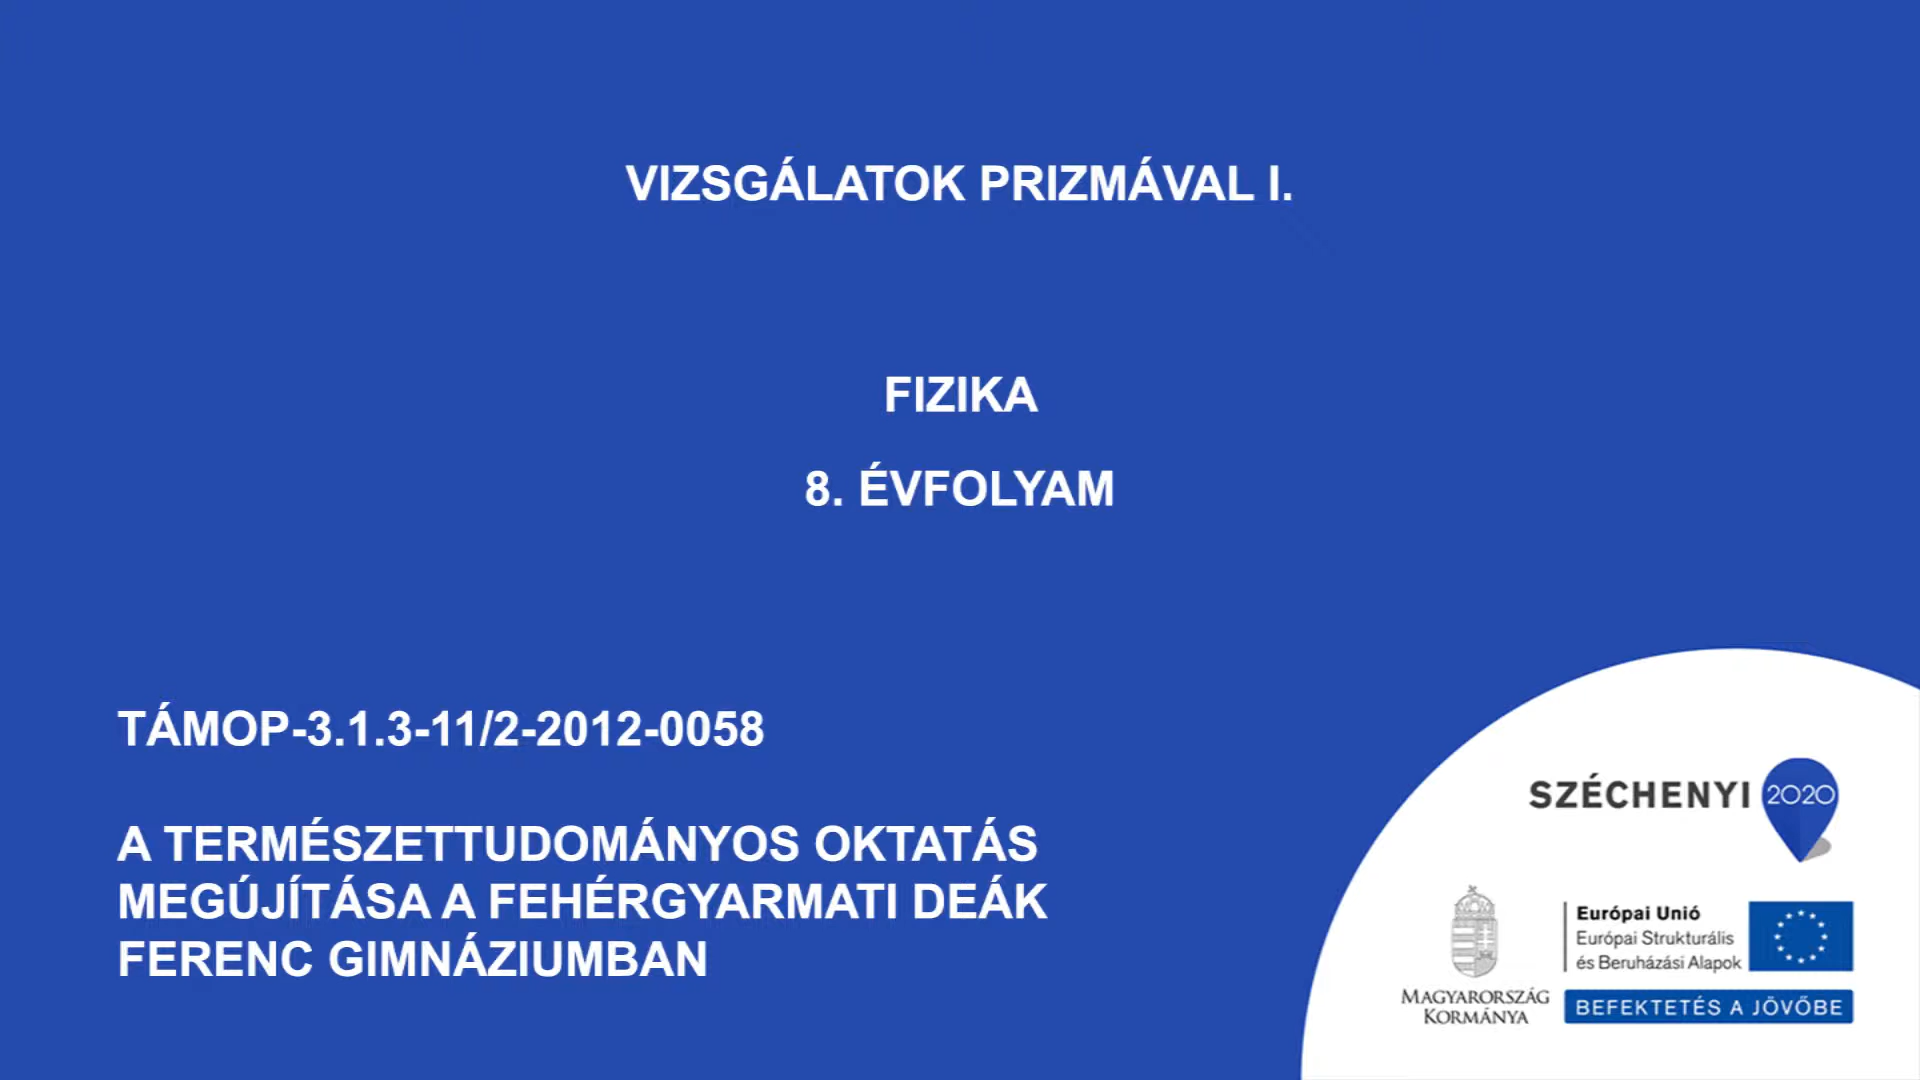 VIZSGÁLATOK PRIZMÁVAL I.
FIZIKA
8. ÉVFOLYAM
TÁMOP-3.1.3-11/2-2012-0058
A TERMÉSZETTUDOMÁNYOS OKTATÁS
MEGÚJÍTÁSA A FEHÉRGYARMATI DEÁK
FERENC GIMNÁZIUMBAN
SZÉCHENYI 2020
MAGYARORSZÁG
KORMÁNYA
Európai Unió
Európai Strukturális
és Beruházási Alapok
BEFEKTETÉS A JÖVŐBE